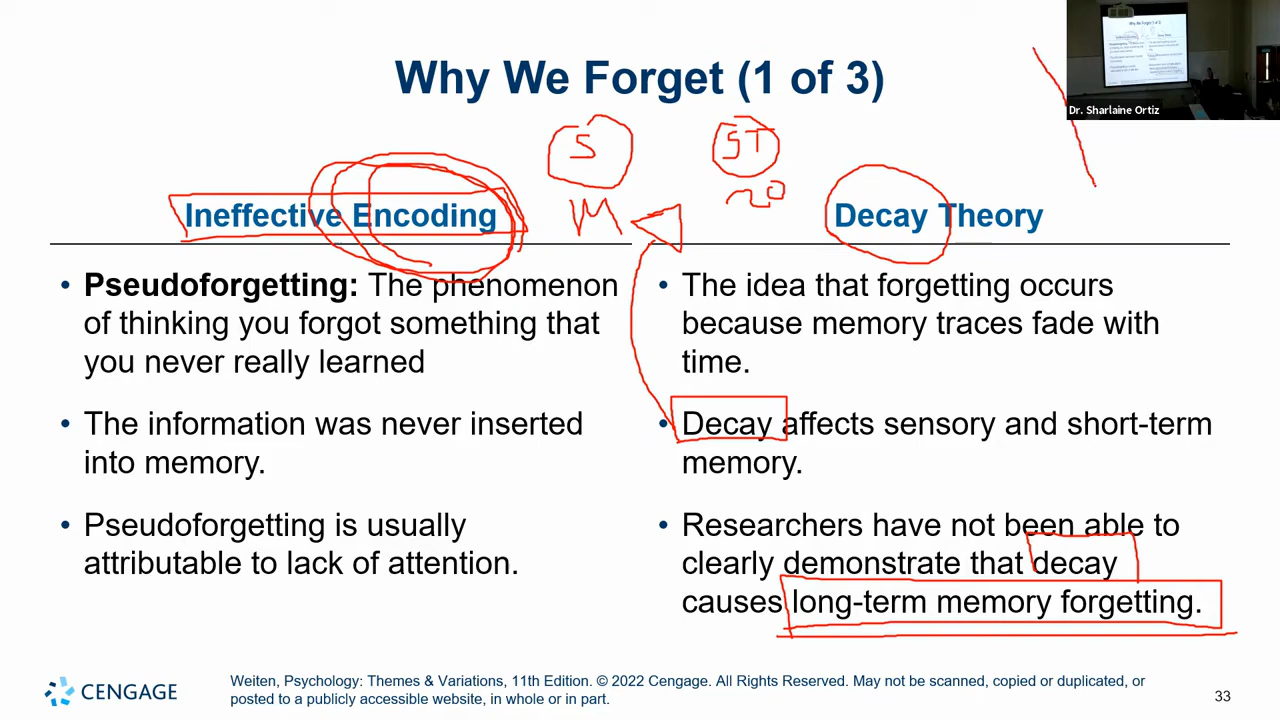 Why We Forget (1 of 3)
Dr. Sharlaine Ortiz
S
ST
M
20
Ineffective Encoding
• Pseudoforgetting: The phenomenon
of thinking you forgot something that
you never really learned
• The information was never inserted
into memory.
• Pseudoforgetting is usually
attributable to lack of attention.
Decay Theory
• The idea that forgetting occurs
because memory traces fade with
time.
• Decay affects sensory and short-term
memory.
• Researchers have not been able to
clearly demonstrate that decay
causes long-term memory forgetting.
CENGAGE
Weiten, Psychology: Themes & Variations, 11th Edition. © 2022 Cengage. All Rights Reserved. May not be scanned, copied or duplicated, or
posted to a publicly accessible website, in whole or in part.
33